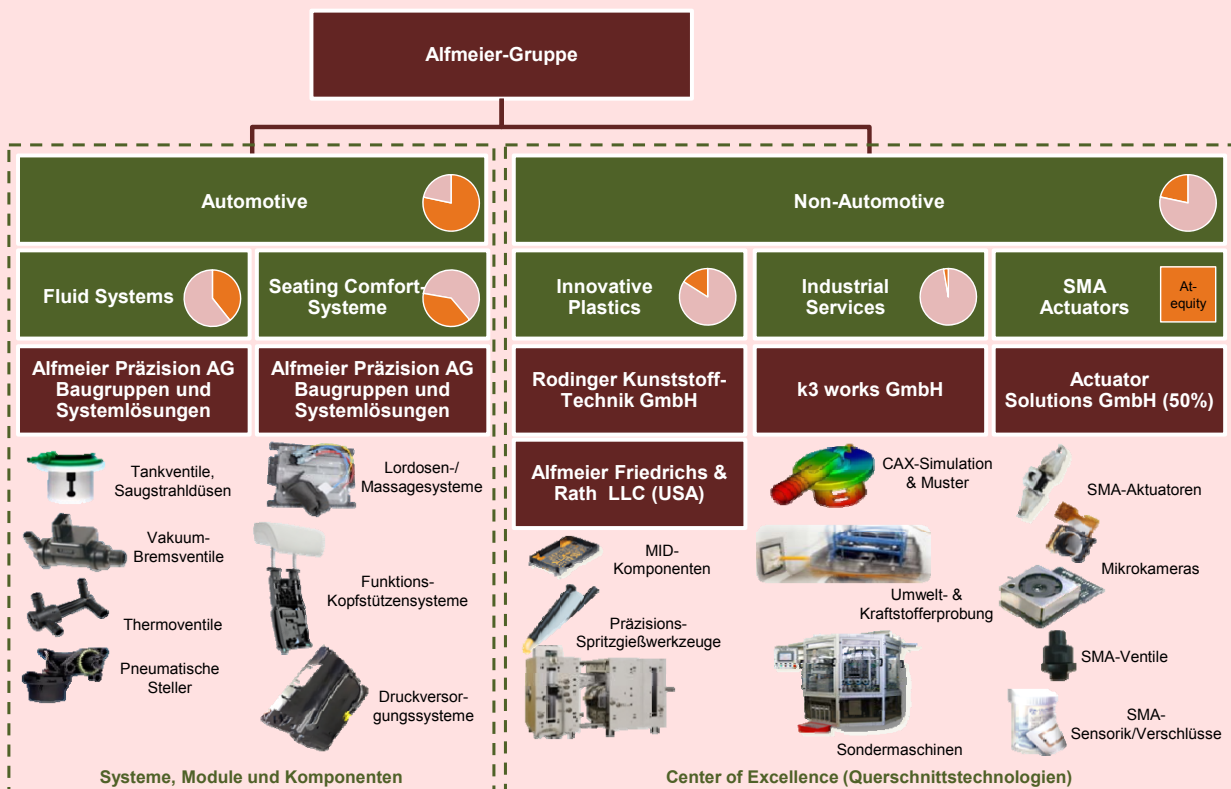 Alfmeier-Gruppe
Automotive
Non-Automotive
Fluid Systems
Seating Comfort-
Systeme
Innovative
Plastics
Industrial
Services
SMA
Actuators
At-
equity
Alfmeier Präzision AG
Baugruppen und
Systemlösungen
Alfmeier Präzision AG
Baugruppen und
Systemlösungen
Rodinger Kunststoff-
Technik GmbH
k3 works GmbH
Actuator
Solutions GmbH (50%)
Alfmeier Friedrichs &
Rath LLC (USA)
Tankventile,
Saugstrahldüsen
Vakuum-
Bremsventile
Thermoventile
Pneumatische
Steller
Lordosen-/
Massagesysteme
Funktions-
Kopfstützensysteme
Druckversor-
gungssysteme
MID-
Komponenten
Präzisions-
Spritzgießwerkzeuge
CAX-Simulation
& Muster
Umwelt- &
Kraftstofferprobung
Sondermaschinen
SMA-Aktuatoren
Mikrokameras
SMA-Ventile
SMA-
Sensorik/Verschlüsse
Systeme, Module und Komponenten
Center of Excellence (Querschnittstechnologien)